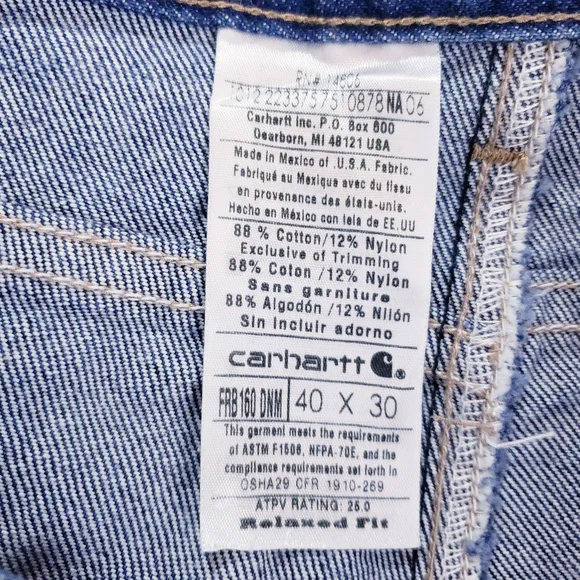 RN# 14806
012 2233757510878 NA 06
Carhartt Inc. P.O. Box 600
Dearborn, MI 48121 USA
Made in Mexico of U.S.A. Fabric.
Fabriqué au Mexique avec du tissu
en provenance des états-unis.
Hecho en México con tela de EE.UU
88 % Cotton/12% Nylon
Exclusive of Trimming
88% Coton /12% Nylon
Sans garniture
88% Algodón /12% Nilón
Sin incluir adorno
carhartt
FRB160 DNM 40 X 30
This garment meets the requirements
of ASTM F1506, NFPA-70E, and the
compliance requirements set forth in
OSHA29 CFR 1910-269
ATPV RATING: 25.0
Relaxed Fit